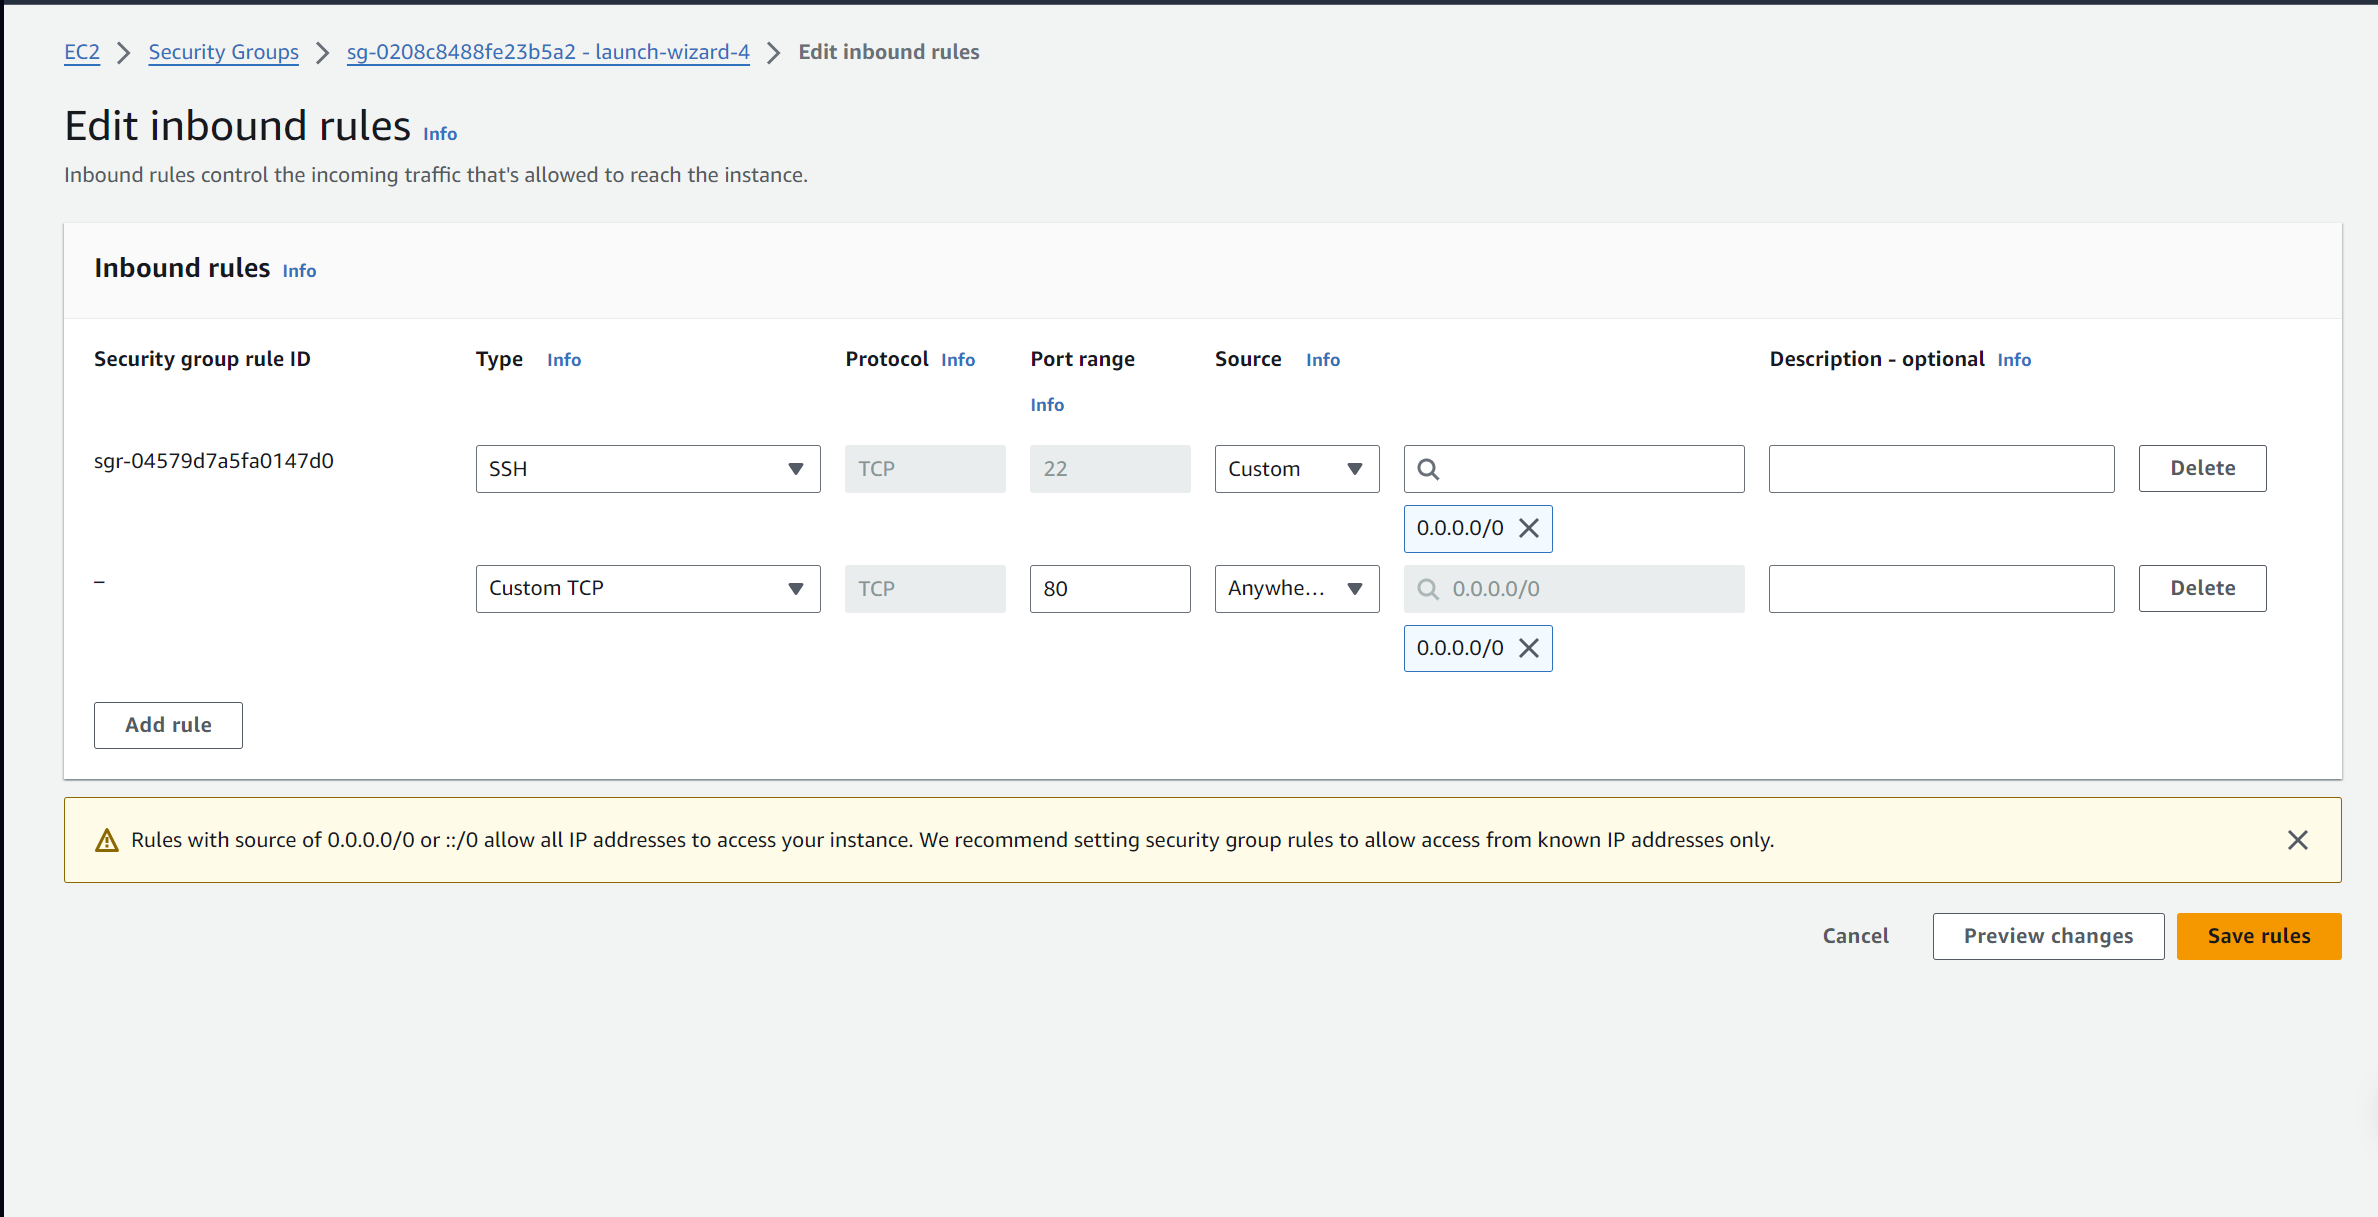 EC2 > Security Groups > sg-0208c8488fe23b5a2 - launch-wizard-4 > Edit inbound rules
Edit inbound rules Info
Inbound rules control the incoming traffic that's allowed to reach the instance.
Inbound rules Info
Security group rule ID Type Info Protocol Info Port range Source Info Description - optional Info
Info
sgr-04579d7a5fa0147d0 SSH TCP 22 Custom Delete
0.0.0.0/0
– Custom TCP TCP 80 Anywhe... 0.0.0.0/0 Delete
0.0.0.0/0
Add rule
Rules with source of 0.0.0.0/0 or ::/0 allow all IP addresses to access your instance. We recommend setting security group rules to allow access from known IP addresses only.
Cancel Preview changes Save rules